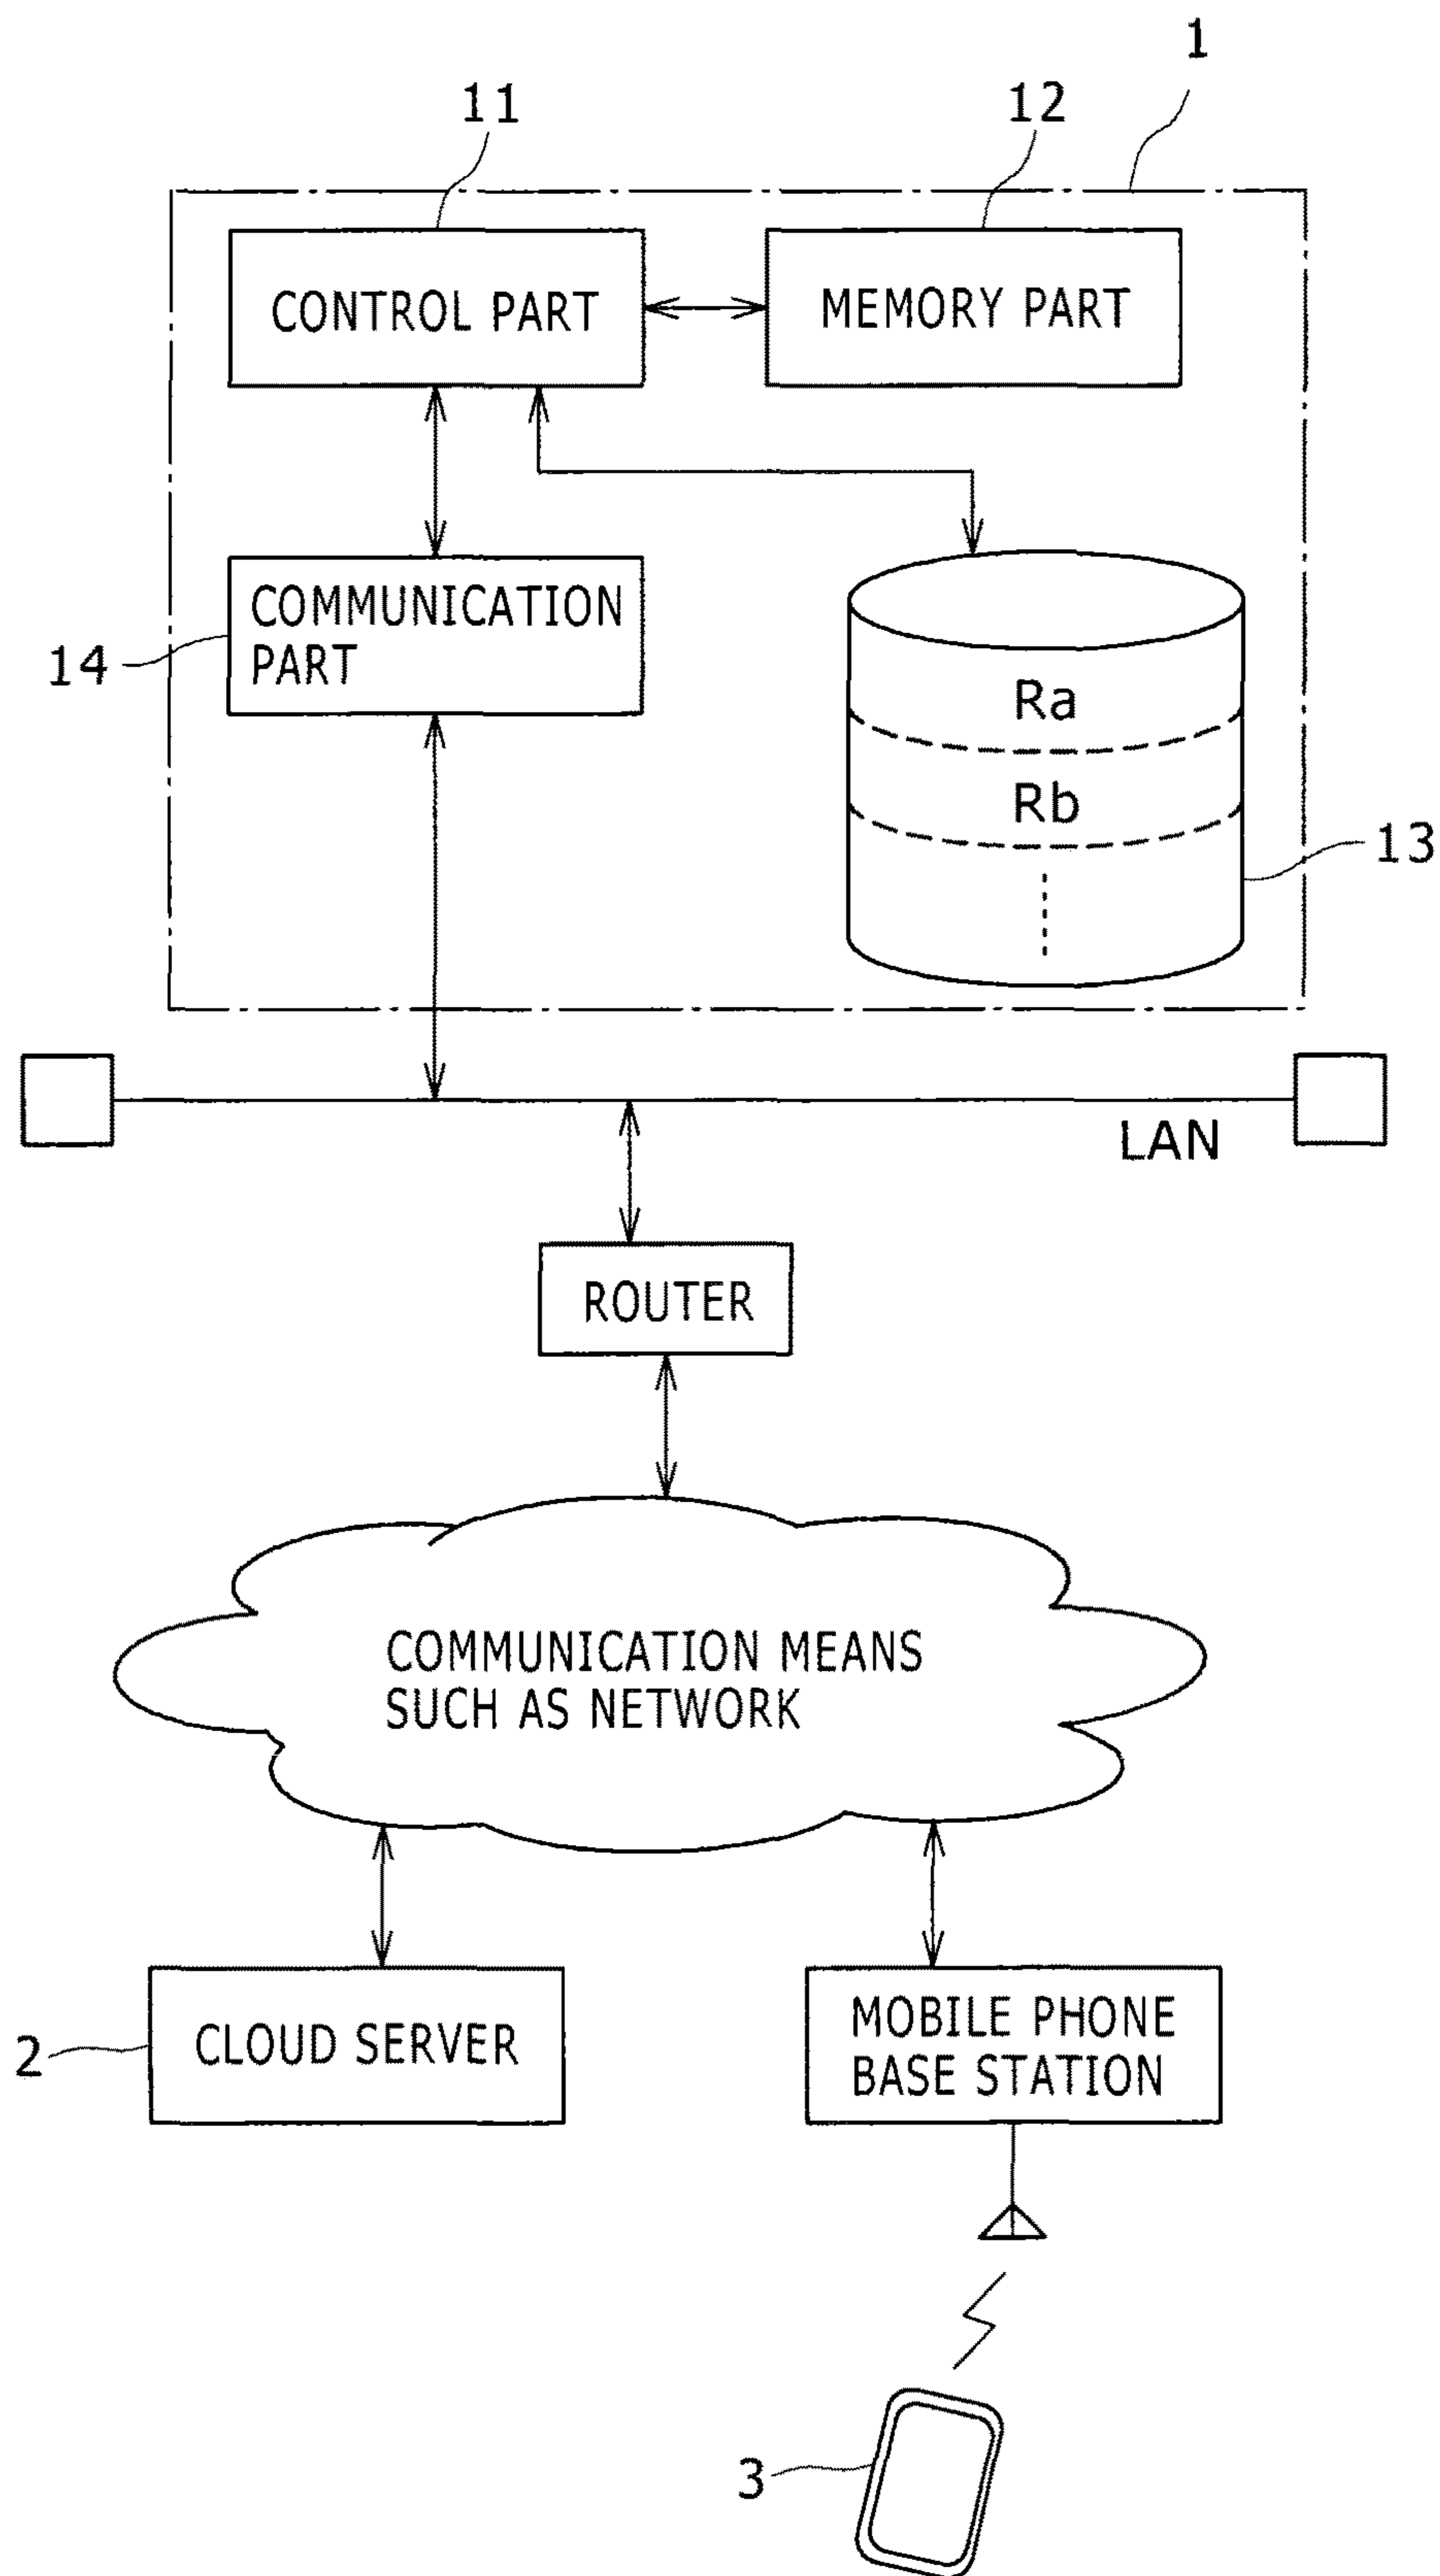 1
11
12
CONTROL PART
MEMORY PART
COMMUNICATION
PART
14
Ra
Rb
13
LAN
ROUTER
COMMUNICATION MEANS
SUCH AS NETWORK
CLOUD SERVER
2
MOBILE PHONE
BASE STATION
3